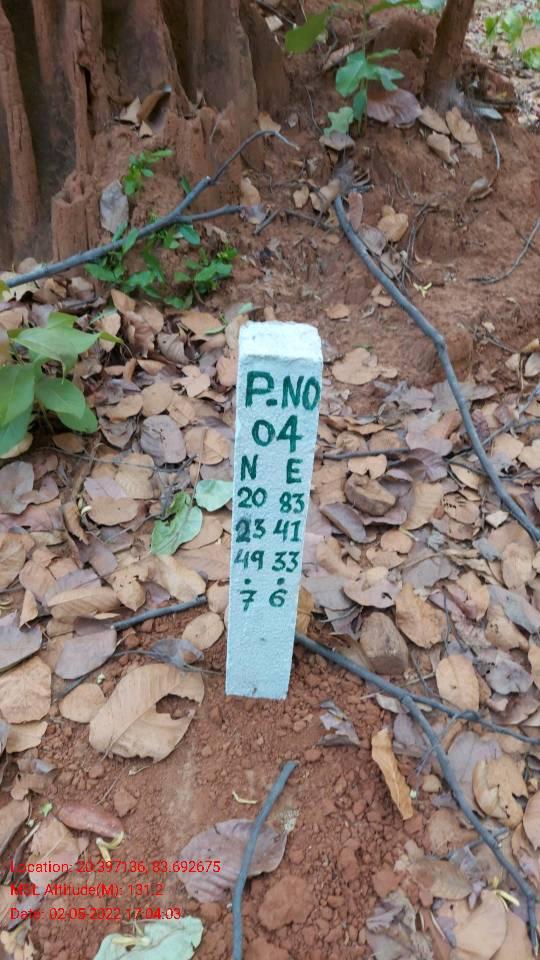 P.NO
04
N E
20 83
23 41
49 33
. .
7 6
Location: 20.397136, 83.692675
MSL Altitude(M): 131.2
Date: 02-05-2022 17:04:03